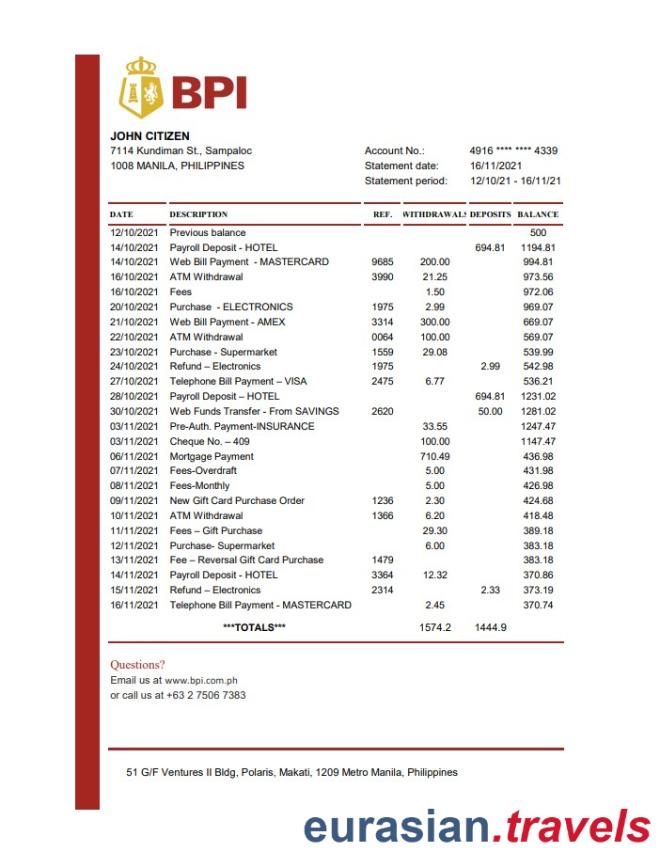 BPI
JOHN CITIZEN
7114 Kundiman St., Sampaloc Account No.: 4916 **** **** 4339
1008 MANILA, PHILIPPINES Statement date: 16/11/2021
Statement period: 12/10/21 - 16/11/21
DATE DESCRIPTION REF. WITHDRAWALS DEPOSITS BALANCE
12/10/2021 Previous balance 500
14/10/2021 Payroll Deposit - HOTEL 694.81 1194.81
14/10/2021 Web Bill Payment - MASTERCARD 9685 200.00 994.81
16/10/2021 ATM Withdrawal 3990 21.25 973.56
16/10/2021 Fees 1.50 972.06
20/10/2021 Purchase - ELECTRONICS 1975 2.99 969.07
21/10/2021 Web Bill Payment - AMEX 3314 300.00 669.07
22/10/2021 ATM Withdrawal 0064 100.00 569.07
23/10/2021 Purchase - Supermarket 1559 29.08 539.99
24/10/2021 Refund – Electronics 1975 2.99 542.98
27/10/2021 Telephone Bill Payment – VISA 2475 6.77 536.21
28/10/2021 Payroll Deposit – HOTEL 694.81 1231.02
30/10/2021 Web Funds Transfer - From SAVINGS 2620 50.00 1281.02
03/11/2021 Pre-Auth. Payment-INSURANCE 33.55 1247.47
03/11/2021 Cheque No. – 409 100.00 1147.47
06/11/2021 Mortgage Payment 710.49 436.98
07/11/2021 Fees-Overdraft 5.00 431.98
08/11/2021 Fees-Monthly 5.00 426.98
09/11/2021 New Gift Card Purchase Order 1236 2.30 424.68
10/11/2021 ATM Withdrawal 1366 6.20 418.48
11/11/2021 Fees – Gift Purchase 29.30 389.18
12/11/2021 Purchase- Supermarket 6.00 383.18
13/11/2021 Fee – Reversal Gift Card Purchase 1479 383.18
14/11/2021 Payroll Deposit - HOTEL 3364 12.32 370.86
15/11/2021 Refund – Electronics 2314 2.33 373.19
16/11/2021 Telephone Bill Payment - MASTERCARD 2.45 370.74
***TOTALS*** 1574.2 1444.9
Questions?
Email us at www.bpi.com.ph
or call us at +63 2 7506 7383
51 G/F Ventures II Bldg, Polaris, Makati, 1209 Metro Manila, Philippines
eurasian.travels